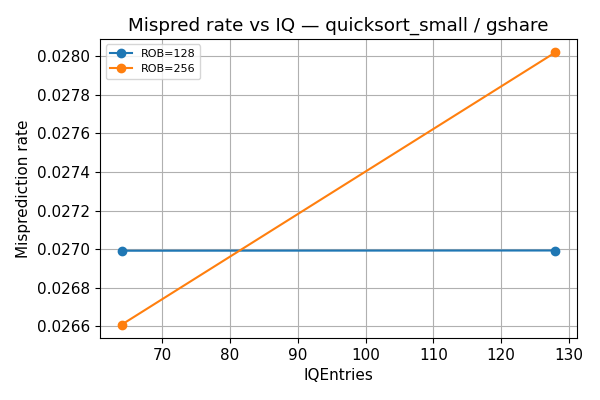 Mispred rate vs IQ — quicksort_small / gshare
ROB=128
ROB=256
0.0280
0.0278
0.0276
0.0274
0.0272
0.0270
0.0268
0.0266
Misprediction rate
70 80 90 100 110 120 130
IQEntries